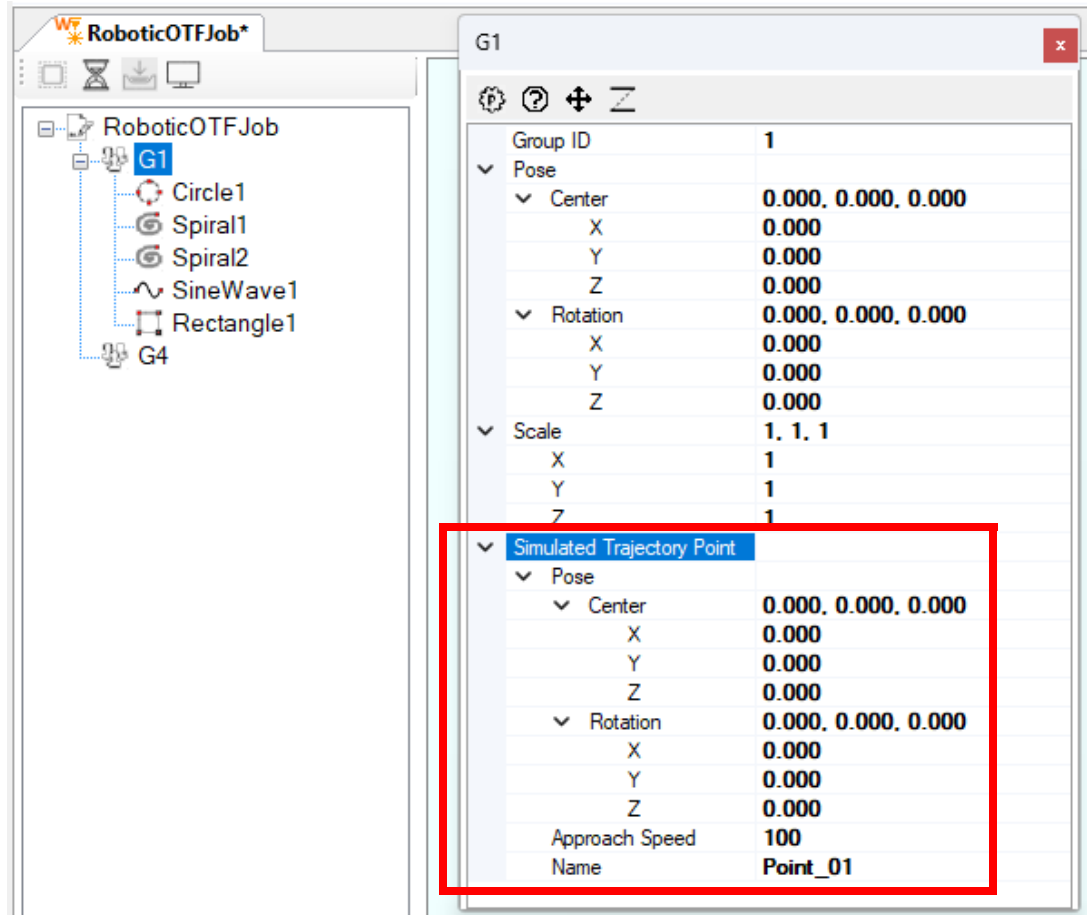 RoboticOTFJob*
RoboticOTFJob
G1
Circle1
Spiral1
Spiral2
SineWave1
Rectangle1
G4
G1
x
Group ID 1
Pose
Center 0.000, 0.000, 0.000
X 0.000
Y 0.000
Z 0.000
Rotation 0.000, 0.000, 0.000
X 0.000
Y 0.000
Z 0.000
Scale 1, 1, 1
X 1
Y 1
Z 1
Simulated Trajectory Point
Pose
Center 0.000, 0.000, 0.000
X 0.000
Y 0.000
Z 0.000
Rotation 0.000, 0.000, 0.000
X 0.000
Y 0.000
Z 0.000
Approach Speed 100
Name Point_01